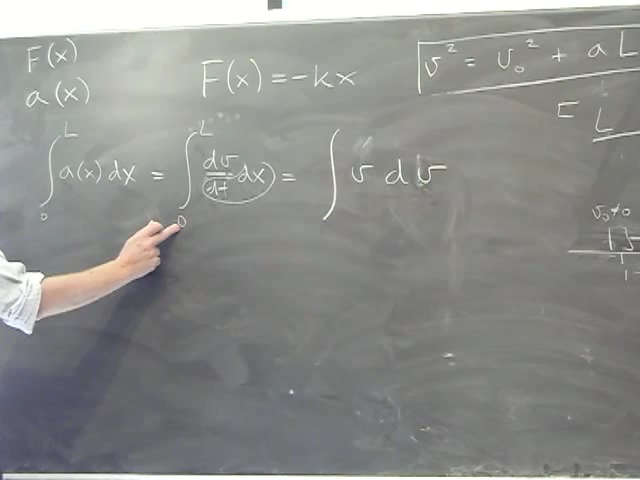 F(x)
a(x)
F(x) = -kx
v² = v₀² + aL
∫₀ᴸ a(x) dx = ∫₀ᴸ dv/dt dx = ∫ v dv
L
v₀ ≠ 0